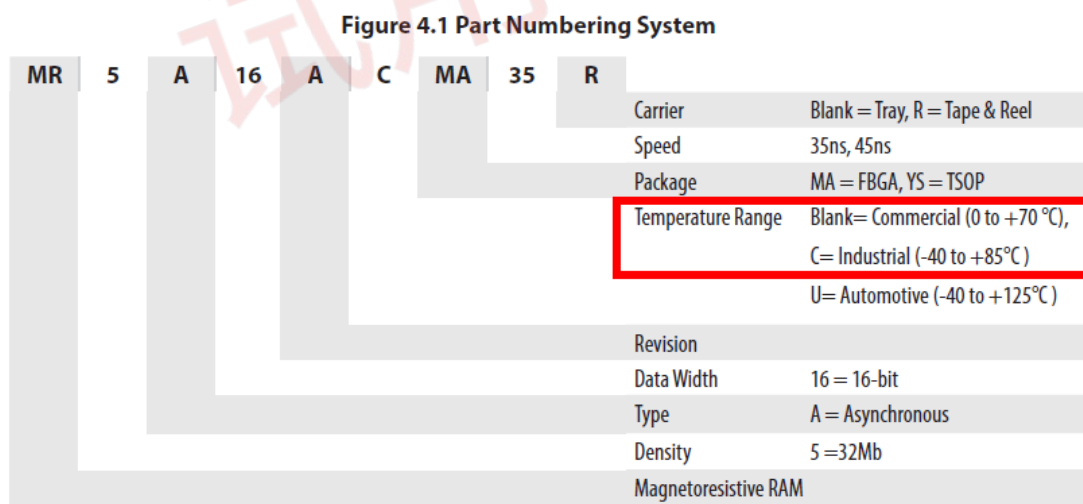 试用
Figure 4.1 Part Numbering System
MR 5 A 16 A C MA 35 R
Carrier Blank = Tray, R = Tape & Reel
Speed 35ns, 45ns
Package MA = FBGA, YS = TSOP
Temperature Range Blank= Commercial (0 to +70 °C),
C= Industrial (-40 to +85°C )
U= Automotive (-40 to +125°C )
Revision
Data Width 16 = 16-bit
Type A = Asynchronous
Density 5 =32Mb
Magnetoresistive RAM